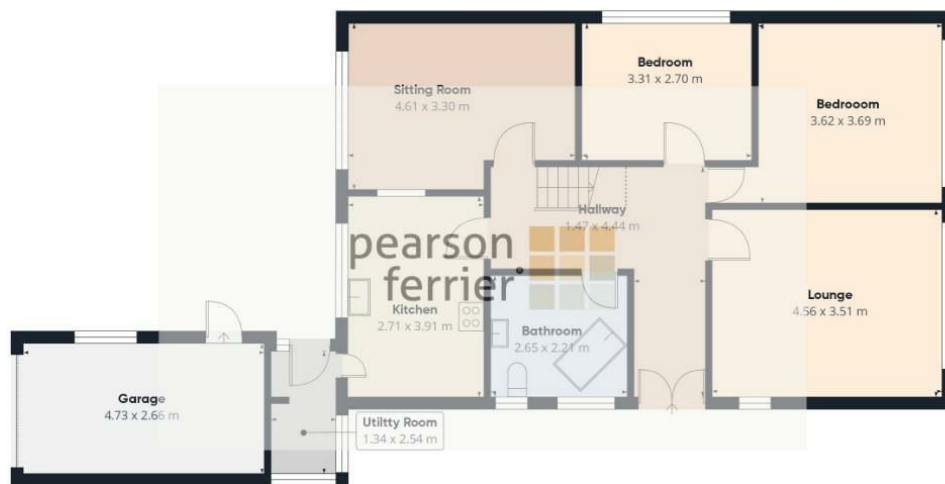 Sitting Room
4.61 x 3.30 m
Bedroom
3.31 x 2.70 m
Bedrooom
3.62 x 3.69 m
Hallway
1.47 x 4.44 m
pearson
ferrier
Kitchen
2.71 x 3.91 m
Bathroom
2.65 x 2.21 m
Lounge
4.56 x 3.51 m
Garage
4.73 x 2.66 m
Utiltty Room
1.34 x 2.54 m